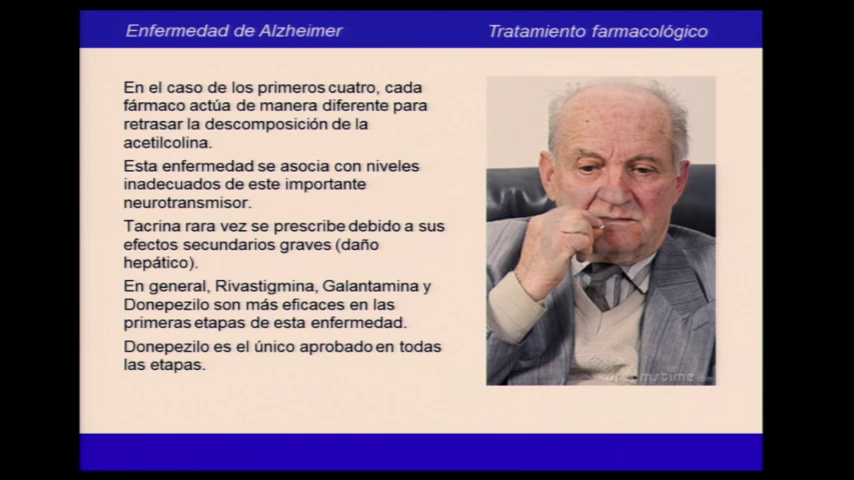 Enfermedad de Alzheimer
Tratamiento farmacológico
En el caso de los primeros cuatro, cada
fármaco actúa de manera diferente para
retrasar la descomposición de la
acetilcolina.
Esta enfermedad se asocia con niveles
inadecuados de este importante
neurotransmisor.
Tacrina rara vez se prescribe debido a sus
efectos secundarios graves (daño
hepático).
En general, Rivastigmina, Galantamina y
Donepezilo son más eficaces en las
primeras etapas de esta enfermedad.
Donepezilo es el único aprobado en todas
las etapas.